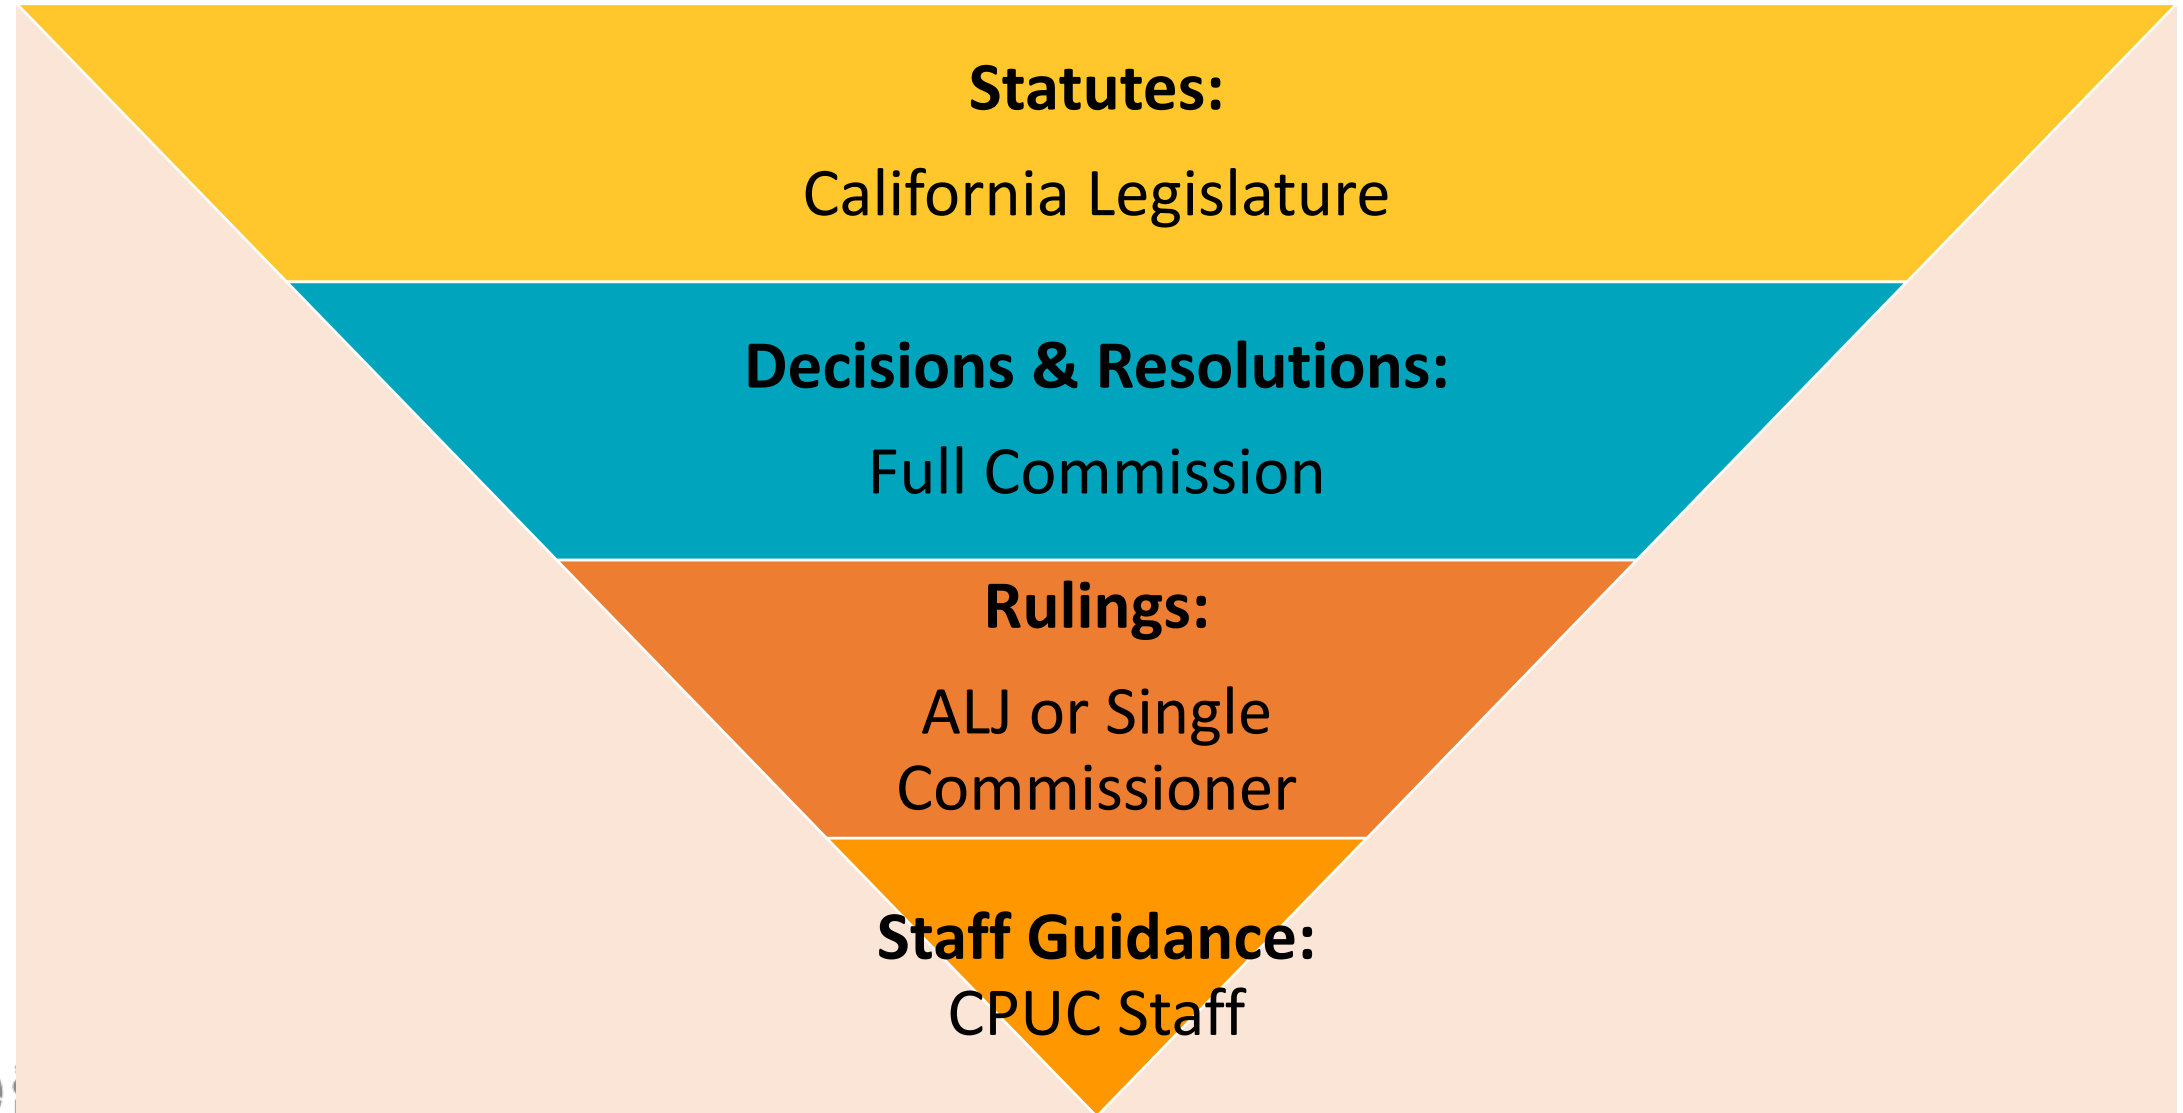 Statutes:
California Legislature
Decisions & Resolutions:
Full Commission
Rulings:
ALJ or Single
Commissioner
Staff Guidance:
CPUC Staff